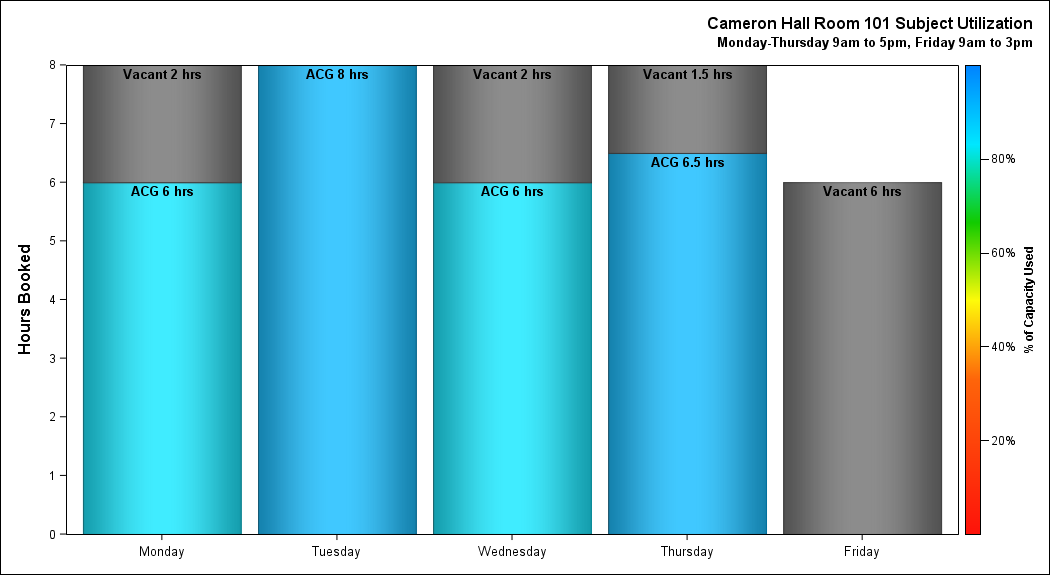 Cameron Hall Room 101 Subject Utilization
Monday-Thursday 9am to 5pm, Friday 9am to 3pm
Hours Booked
8
7
6
5
4
3
2
1
0
Vacant 2 hrs
ACG 6 hrs
ACG 8 hrs
Vacant 2 hrs
ACG 6 hrs
Vacant 1.5 hrs
ACG 6.5 hrs
Vacant 6 hrs
Monday
Tuesday
Wednesday
Thursday
Friday
80%
60%
40%
20%
% of Capacity Used